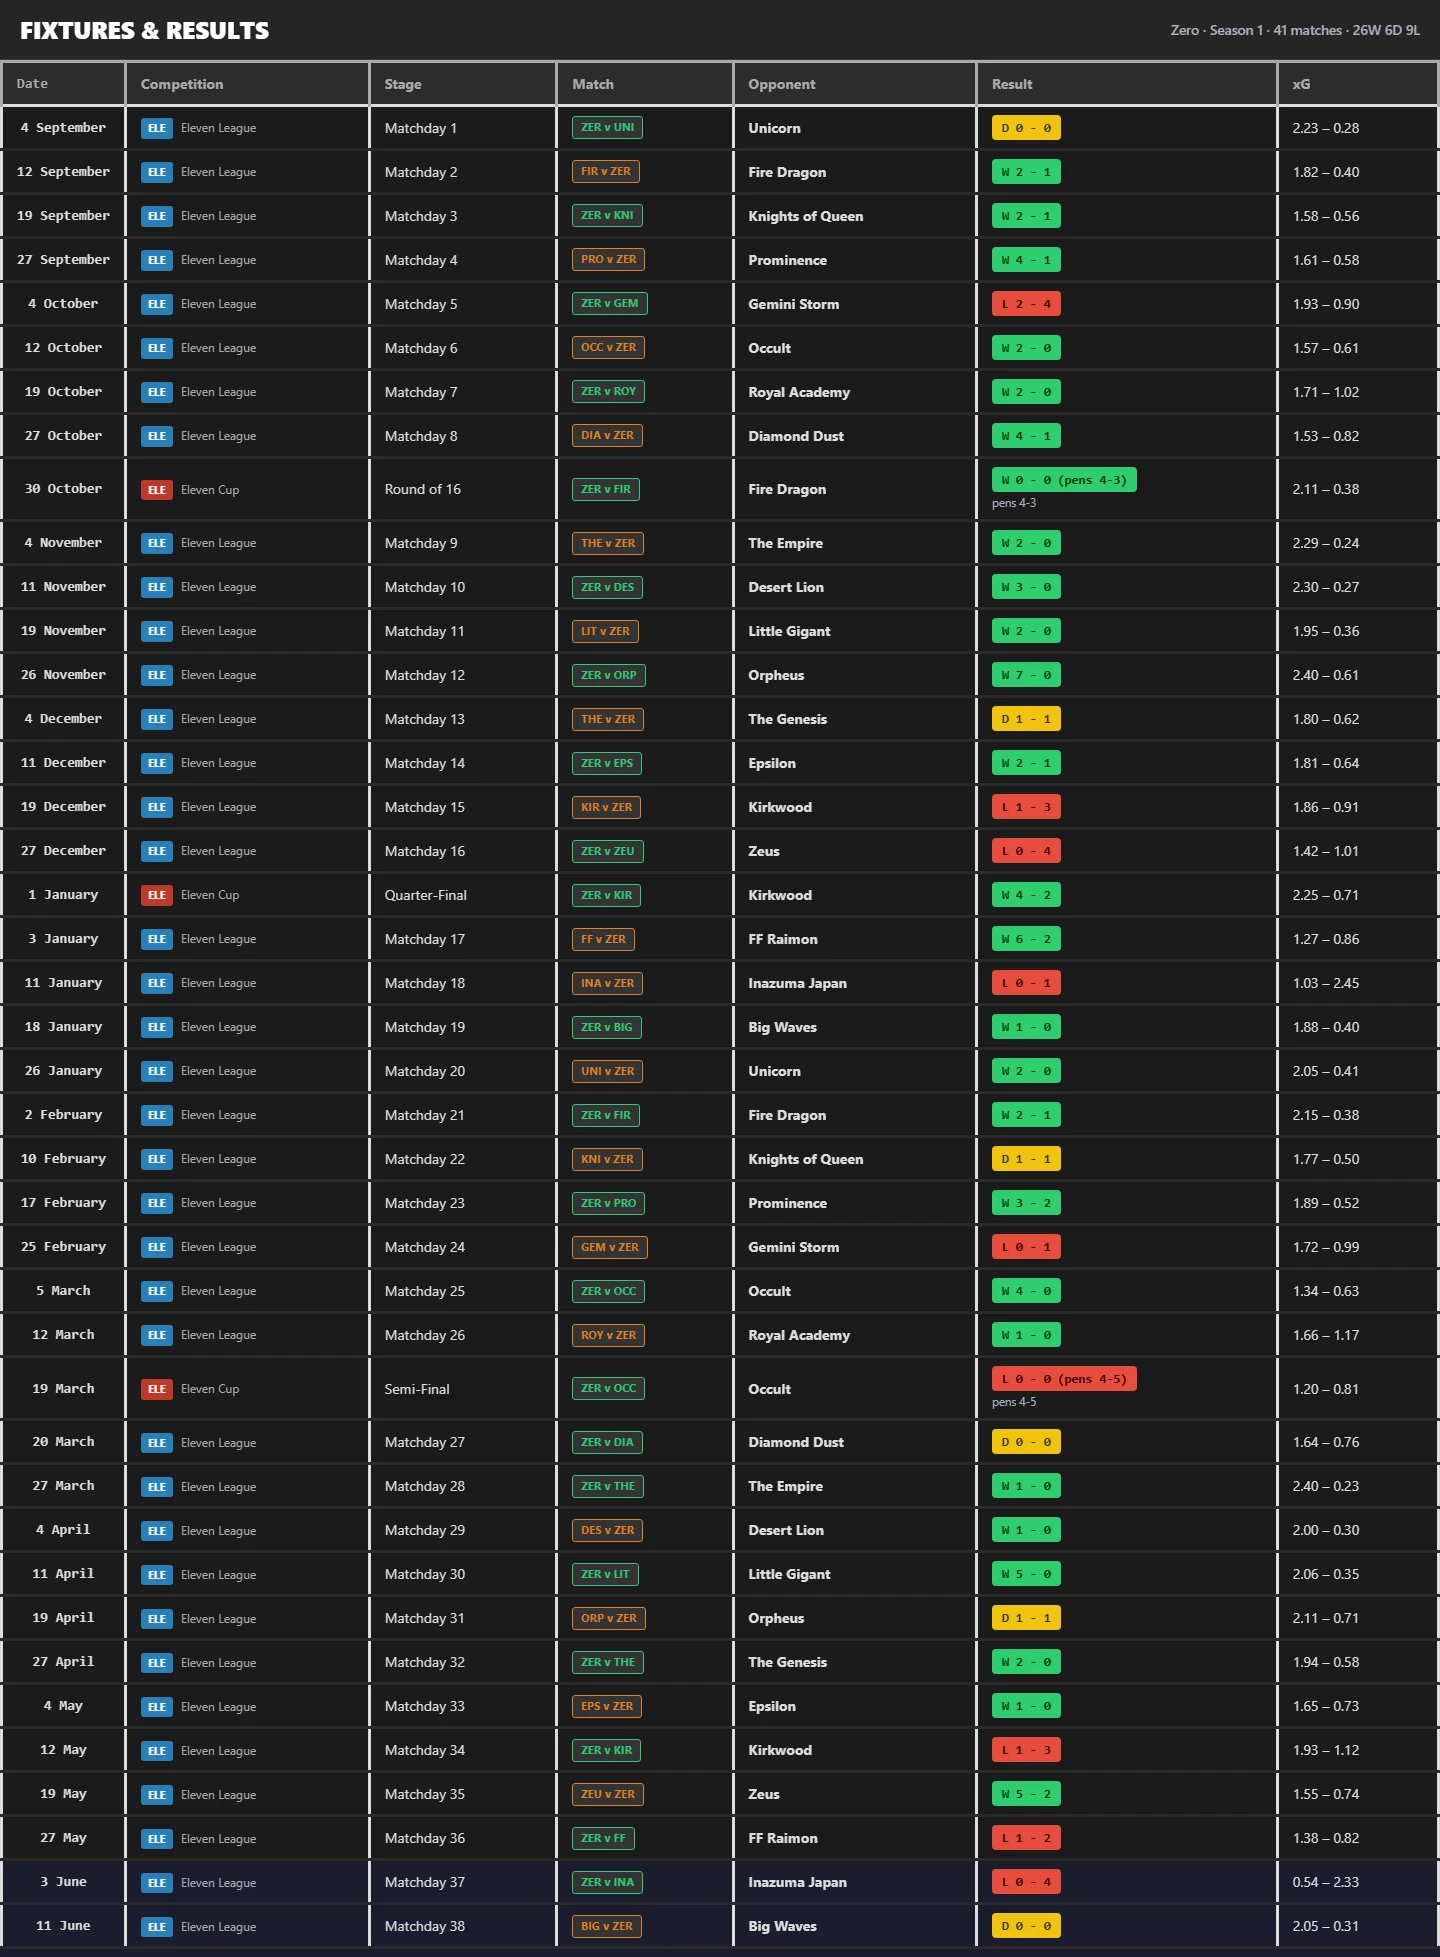 FIXTURES & RESULTS
Zero · Season 1 · 41 matches · 26W 6D 9L
Date Competition Stage Match Opponent Result xG
4 September ELE Eleven League Matchday 1 ZER v UNI Unicorn D 0 - 0 2.23 – 0.28
12 September ELE Eleven League Matchday 2 FIR v ZER Fire Dragon W 2 - 1 1.82 – 0.40
19 September ELE Eleven League Matchday 3 ZER v KNI Knights of Queen W 2 - 1 1.58 – 0.56
27 September ELE Eleven League Matchday 4 PRO v ZER Prominence W 4 - 1 1.61 – 0.58
4 October ELE Eleven League Matchday 5 ZER v GEM Gemini Storm L 2 - 4 1.93 – 0.90
12 October ELE Eleven League Matchday 6 OCC v ZER Occult W 2 - 0 1.57 – 0.61
19 October ELE Eleven League Matchday 7 ZER v ROY Royal Academy W 2 - 0 1.71 – 1.02
27 October ELE Eleven League Matchday 8 DIA v ZER Diamond Dust W 4 - 1 1.53 – 0.82
30 October ELE Eleven Cup Round of 16 ZER v FIR Fire Dragon W 0 - 0 (pens 4-3) 2.11 – 0.38
pens 4-3
4 November ELE Eleven League Matchday 9 THE v ZER The Empire W 2 - 0 2.29 – 0.24
11 November ELE Eleven League Matchday 10 ZER v DES Desert Lion W 3 - 0 2.30 – 0.27
19 November ELE Eleven League Matchday 11 LIT v ZER Little Gigant W 2 - 0 1.95 – 0.36
26 November ELE Eleven League Matchday 12 ZER v ORP Orpheus W 7 - 0 2.40 – 0.61
4 December ELE Eleven League Matchday 13 THE v ZER The Genesis D 1 - 1 1.80 – 0.62
11 December ELE Eleven League Matchday 14 ZER v EPS Epsilon W 2 - 1 1.81 – 0.64
19 December ELE Eleven League Matchday 15 KIR v ZER Kirkwood L 1 - 3 1.86 – 0.91
27 December ELE Eleven League Matchday 16 ZER v ZEU Zeus L 0 - 4 1.42 – 1.01
1 January ELE Eleven Cup Quarter-Final ZER v KIR Kirkwood W 4 - 2 2.25 – 0.71
3 January ELE Eleven League Matchday 17 FF v ZER FF Raimon W 6 - 2 1.27 – 0.86
11 January ELE Eleven League Matchday 18 INA v ZER Inazuma Japan L 0 - 1 1.03 – 2.45
18 January ELE Eleven League Matchday 19 ZER v BIG Big Waves W 1 - 0 1.88 – 0.40
26 January ELE Eleven League Matchday 20 UNI v ZER Unicorn W 2 - 0 2.05 – 0.41
2 February ELE Eleven League Matchday 21 ZER v FIR Fire Dragon W 2 - 1 2.15 – 0.38
10 February ELE Eleven League Matchday 22 KNI v ZER Knights of Queen D 1 - 1 1.77 – 0.50
17 February ELE Eleven League Matchday 23 ZER v PRO Prominence W 3 - 2 1.89 – 0.52
25 February ELE Eleven League Matchday 24 GEM v ZER Gemini Storm L 0 - 1 1.72 – 0.99
5 March ELE Eleven League Matchday 25 ZER v OCC Occult W 4 - 0 1.34 – 0.63
12 March ELE Eleven League Matchday 26 ROY v ZER Royal Academy W 1 - 0 1.66 – 1.17
19 March ELE Eleven Cup Semi-Final ZER v OCC Occult L 0 - 0 (pens 4-5) 1.20 – 0.81
pens 4-5
20 March ELE Eleven League Matchday 27 ZER v DIA Diamond Dust D 0 - 0 1.64 – 0.76
27 March ELE Eleven League Matchday 28 ZER v THE The Empire W 1 - 0 2.40 – 0.23
4 April ELE Eleven League Matchday 29 DES v ZER Desert Lion W 1 - 0 2.00 – 0.30
11 April ELE Eleven League Matchday 30 ZER v LIT Little Gigant W 5 - 0 2.06 – 0.35
19 April ELE Eleven League Matchday 31 ORP v ZER Orpheus D 1 - 1 2.11 – 0.71
27 April ELE Eleven League Matchday 32 ZER v THE The Genesis W 2 - 0 1.94 – 0.58
4 May ELE Eleven League Matchday 33 EPS v ZER Epsilon W 1 - 0 1.65 – 0.73
12 May ELE Eleven League Matchday 34 ZER v KIR Kirkwood L 1 - 3 1.93 – 1.12
19 May ELE Eleven League Matchday 35 ZEU v ZER Zeus W 5 - 2 1.55 – 0.74
27 May ELE Eleven League Matchday 36 ZER v FF FF Raimon L 1 - 2 1.38 – 0.82
3 June ELE Eleven League Matchday 37 ZER v INA Inazuma Japan L 0 - 4 0.54 – 2.33
11 June ELE Eleven League Matchday 38 BIG v ZER Big Waves D 0 - 0 2.05 – 0.31